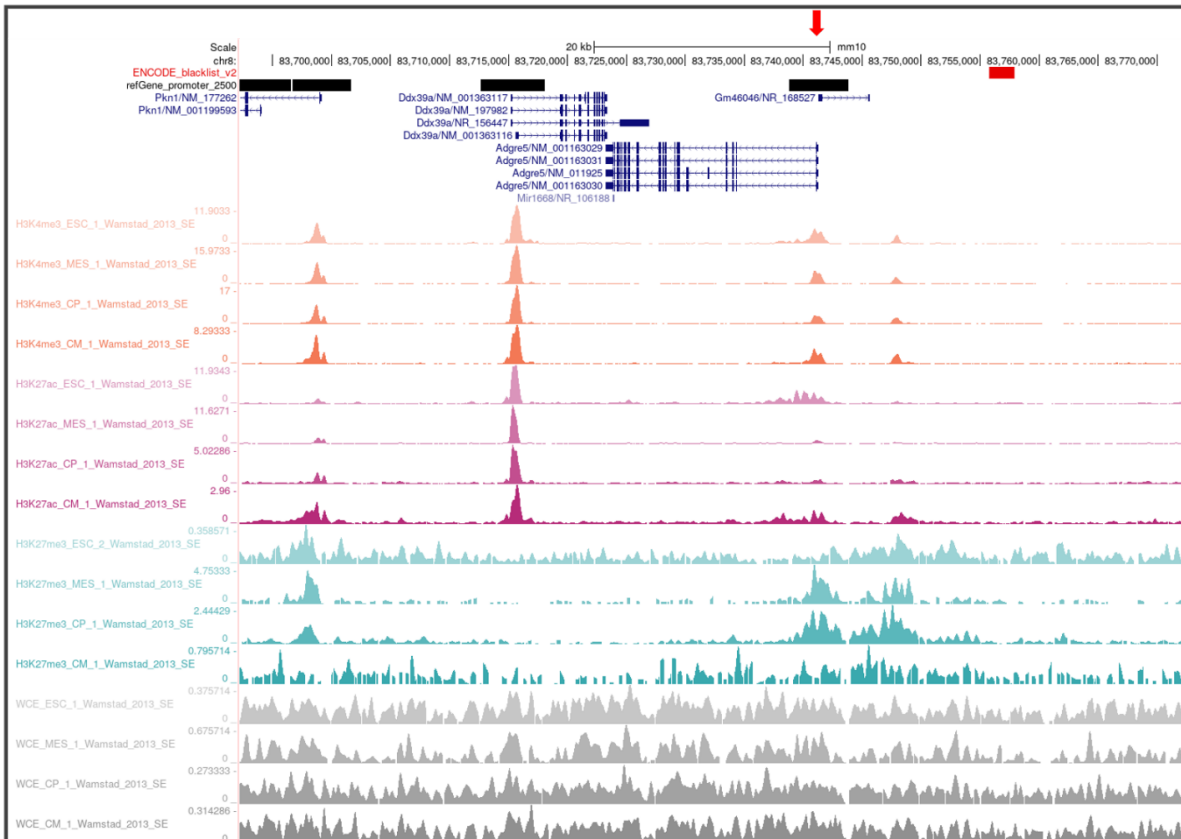 Scale 20 kb mm10
chr8: 83,700,000 83,705,000 83,710,000 83,715,000 83,720,000 83,725,000 83,730,000 83,735,000 83,740,000 83,745,000 83,750,000 83,755,000 83,760,000 83,765,000 83,770,000
ENCODE_blacklist_v2
refGene_promoter_2500
Pkn1/NM_177262 Ddx39a/NM_001363117 Gm46046/NR_168527
Pkn1/NM_001199593 Ddx39a/NM_197982
Ddx39a/NR_156447
Ddx39a/NM_001363116
Adgre5/NM_001163029
Adgre5/NM_001163031
Adgre5/NM_011925
Adgre5/NM_001163030
Mir1668/NR_106188
11.9033
H3K4me3_ESC_1_Wamstad_2013_SE
0
15.9733
H3K4me3_MES_1_Wamstad_2013_SE
0
17
H3K4me3_CP_1_Wamstad_2013_SE
0
8.29333
H3K4me3_CM_1_Wamstad_2013_SE
0
11.9343
H3K27ac_ESC_1_Wamstad_2013_SE
0
11.6271
H3K27ac_MES_1_Wamstad_2013_SE
0
5.02286
H3K27ac_CP_1_Wamstad_2013_SE
0
2.96
H3K27ac_CM_1_Wamstad_2013_SE
0
0.358571
H3K27me3_ESC_2_Wamstad_2013_SE
0
4.75333
H3K27me3_MES_1_Wamstad_2013_SE
0
2.44429
H3K27me3_CP_1_Wamstad_2013_SE
0
0.795714
H3K27me3_CM_1_Wamstad_2013_SE
0
0.375714
WCE_ESC_1_Wamstad_2013_SE
0
0.675714
WCE_MES_1_Wamstad_2013_SE
0
0.273333
WCE_CP_1_Wamstad_2013_SE
0
0.314286
WCE_CM_1_Wamstad_2013_SE
0